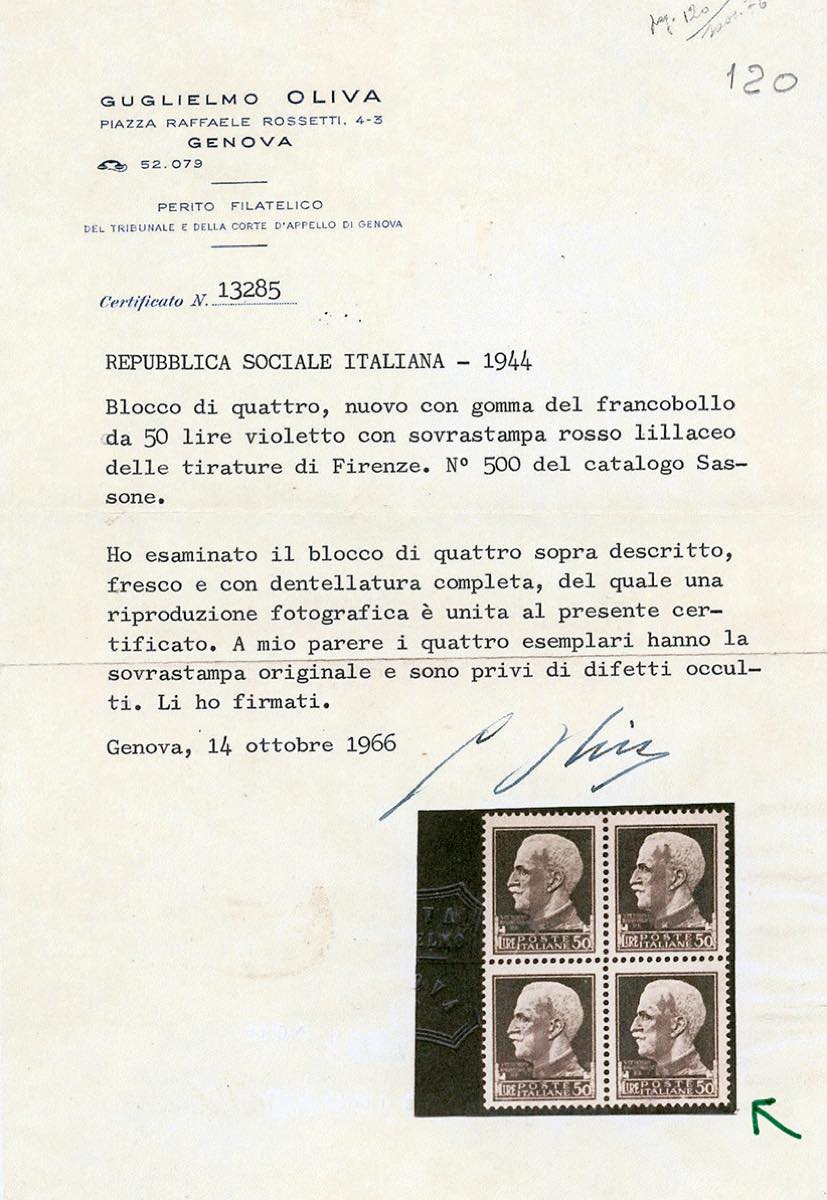 pag. 120
120
GUGLIELMO OLIVA
PIAZZA RAFFAELE ROSSETTI, 4-3
GENOVA
52.079
PERITO FILATELICO
DEL TRIBUNALE E DELLA CORTE D'APPELLO DI GENOVA
Certificato N. 13285
REPUBBLICA SOCIALE ITALIANA - 1944
Blocco di quattro, nuovo con gomma del francobollo
da 50 lire violetto con sovrastampa rosso lillaceo
delle tirature di Firenze. N° 500 del catalogo Sas-
sone.
Ho esaminato il blocco di quattro sopra descritto,
fresco e con dentellatura completa, del quale una
riproduzione fotografica è unita al presente cer-
tificato. A mio parere i quattro esemplari hanno la
sovrastampa originale e sono privi di difetti occul-
ti. Li ho firmati.
Genova, 14 ottobre 1966
LIRE POSTE ITALIANE 50
LIRE POSTE ITALIANE 50
LIRE POSTE ITALIANE 50
LIRE POSTE ITALIANE 50